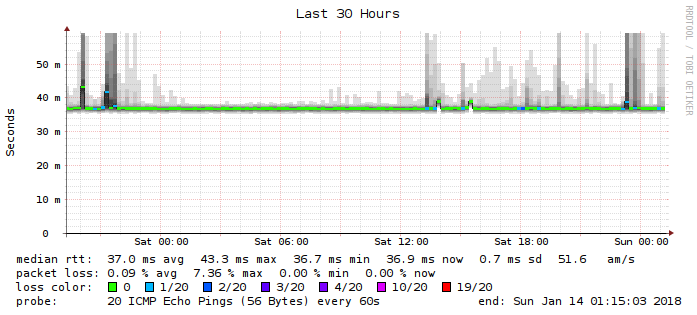 Last 30 Hours
RRDTOOL / TOBI OETIKER
Seconds
50 m
40 m
30 m
20 m
10 m
0
Sat 00:00 Sat 06:00 Sat 12:00 Sat 18:00 Sun 00:00
median rtt: 37.0 ms avg 43.3 ms max 36.7 ms min 36.9 ms now 0.7 ms sd 51.6 am/s
packet loss: 0.09 % avg 7.36 % max 0.00 % min 0.00 % now
loss color: 0 1/20 2/20 3/20 4/20 10/20 19/20
probe: 20 ICMP Echo Pings (56 Bytes) every 60s end: Sun Jan 14 01:15:03 2018